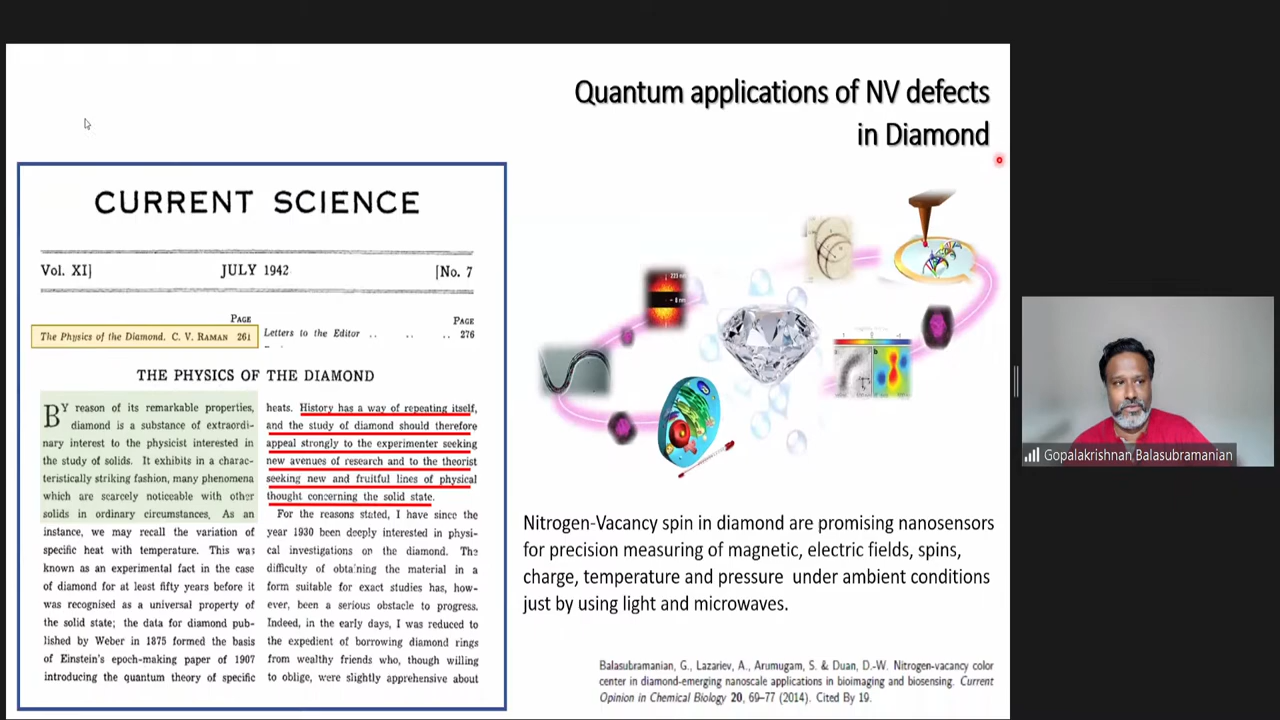 Quantum applications of NV defects
in Diamond
CURRENT SCIENCE
Vol. XI] JULY 1942 [No. 7
PAGE
The Physics of the Diamond. C. V. RAMAN 261
PAGE
Letters to the Editor .. .. .. 276
THE PHYSICS OF THE DIAMOND
BY reason of its remarkable properties,
diamond is a substance of extraordi-
nary interest to the physicist interested in
the study of solids. It exhibits in a charac-
teristically striking fashion, many phenomena
which are scarcely noticeable with other
solids in ordinary circumstances. As an
instance, we may recall the variation of
specific heat with temperature. This was
known as an experimental fact in the case
of diamond for at least fifty years before it
was recognised as a universal property of
the solid state; the data for diamond pub-
lished by Weber in 1875 formed the basis
of Einstein's epoch-making paper of 1907
introducing the quantum theory of specific
heats. History has a way of repeating itself,
and the study of diamond should therefore
appeal strongly to the experimenter seeking
new avenues of research and to the theorist
seeking new and fruitful lines of physical
thought concerning the solid state.
For the reasons stated, I have since the
year 1930 been deeply interested in physi-
cal investigations on the diamond. The
difficulty of obtaining the material in a
form suitable for exact studies has, how-
ever, been a serious obstacle to progress.
Indeed, in the early days, I was reduced to
the expedient of borrowing diamond rings
from wealthy friends who, though willing
to oblige, were slightly apprehensive about
Nitrogen-Vacancy spin in diamond are promising nanosensors
for precision measuring of magnetic, electric fields, spins,
charge, temperature and pressure under ambient conditions
just by using light and microwaves.
Balasubramanian, G., Lazariev, A., Arumugam, S. & Duan, D.-W. Nitrogen-vacancy color
center in diamond-emerging nanoscale applications in bioimaging and biosensing. Current
Opinion in Chemical Biology 20, 69–77 (2014). Cited By 19.
Gopalakrishnan Balasubramanian